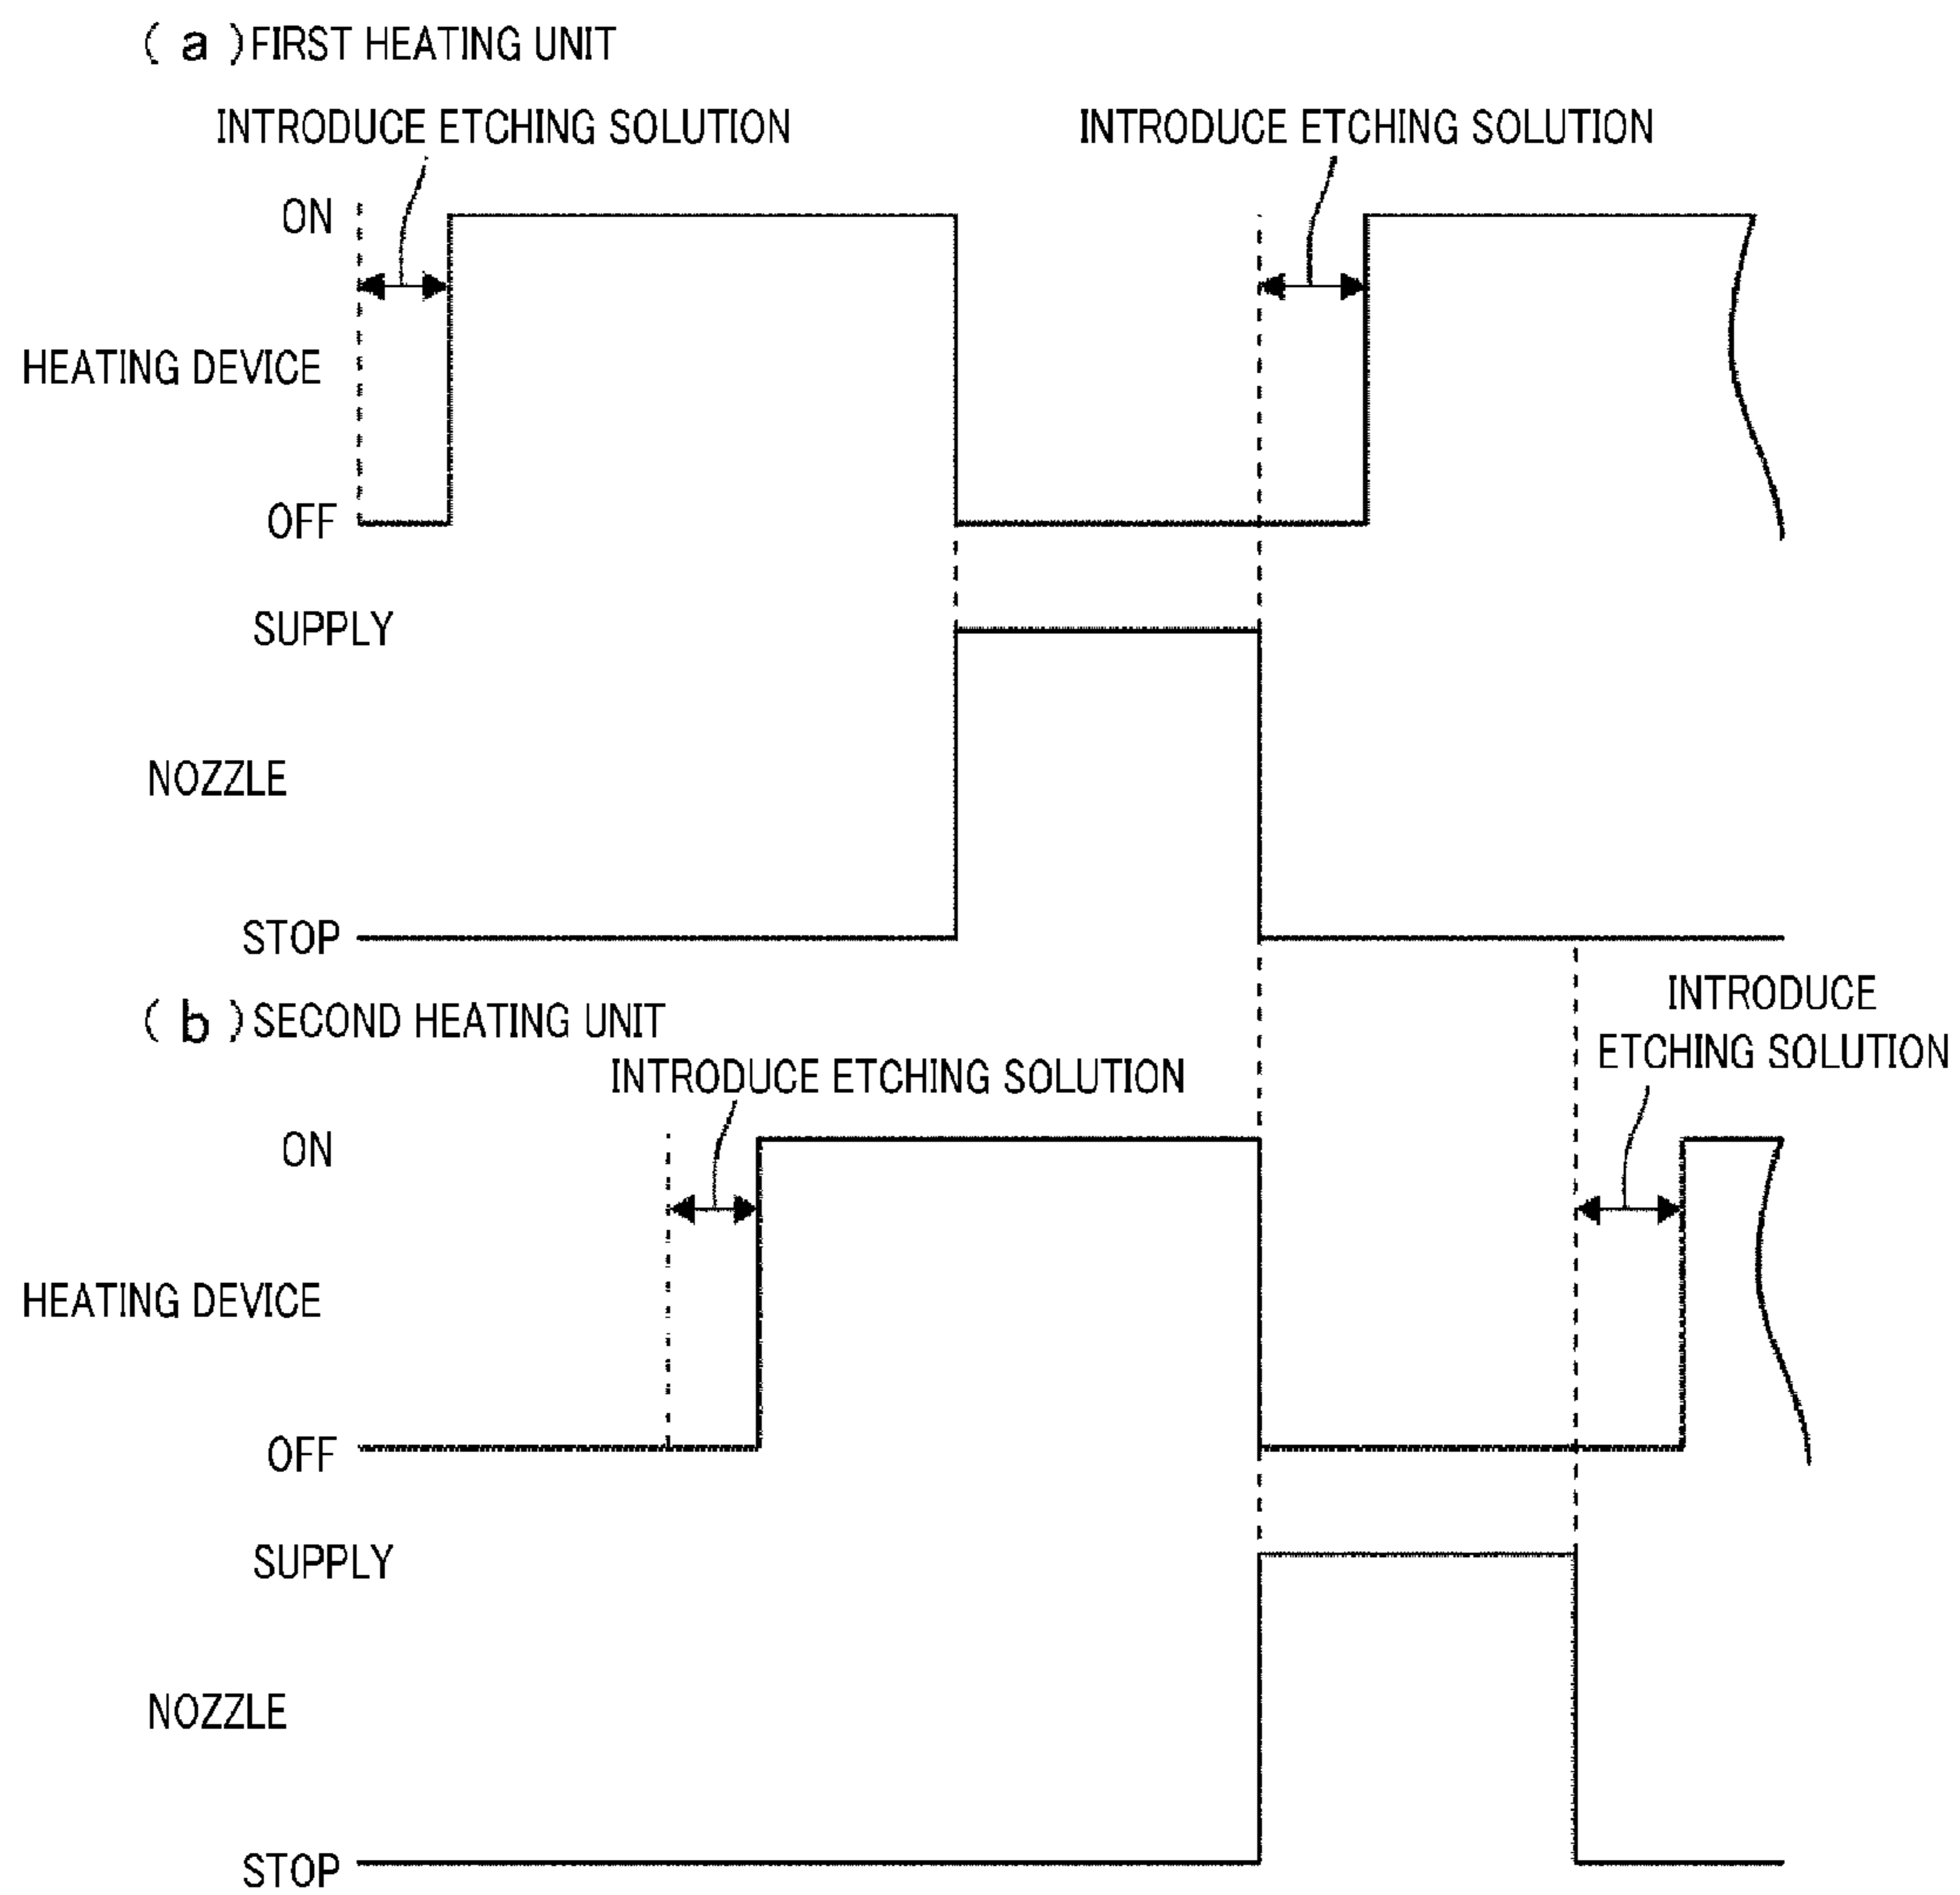 ( a ) FIRST HEATING UNIT
INTRODUCE ETCHING SOLUTION
INTRODUCE ETCHING SOLUTION
ON
HEATING DEVICE
OFF
SUPPLY
NOZZLE
STOP
( b ) SECOND HEATING UNIT
INTRODUCE
ETCHING SOLUTION
INTRODUCE ETCHING SOLUTION
ON
HEATING DEVICE
OFF
SUPPLY
NOZZLE
STOP